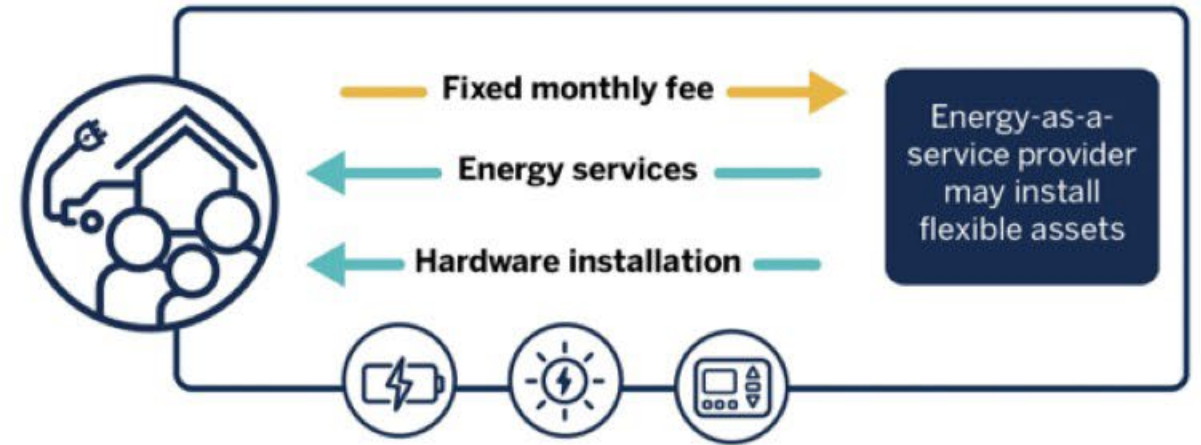 Fixed monthly fee
Energy services
Hardware installation
Energy-as-a-
service provider
may install
flexible assets